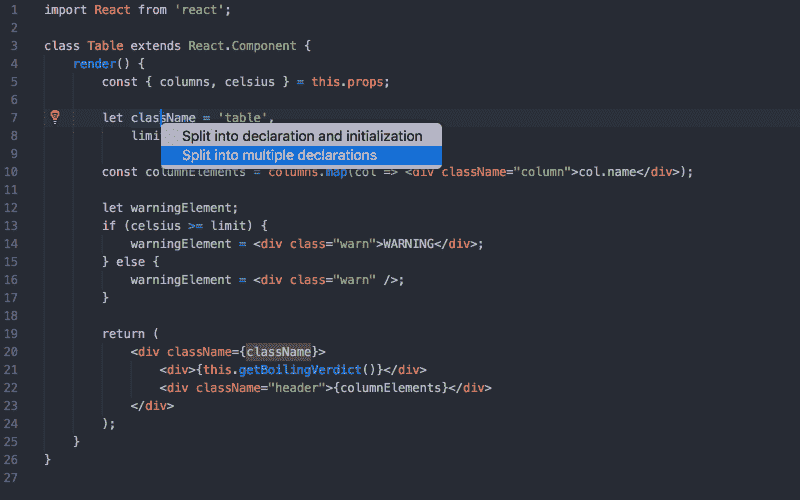 1 import React from 'react';
2
3 class Table extends React.Component {
4 render() {
5 const { columns, celsius } = this.props;
6
7 let className = 'table',
8 limi
Split into declaration and initialization
9
Split into multiple declarations
10 const columnElements = columns.map(col => <div className="column">col.name</div>);
11
12 let warningElement;
13 if (celsius >= limit) {
14 warningElement = <div class="warn">WARNING</div>;
15 } else {
16 warningElement = <div class="warn" />;
17 }
18
19 return (
20 <div className={className}>
21 <div>{this.getBoilingVerdict()}</div>
22 <div className="header">{columnElements}</div>
23 </div>
24 );
25 }
26 }
27